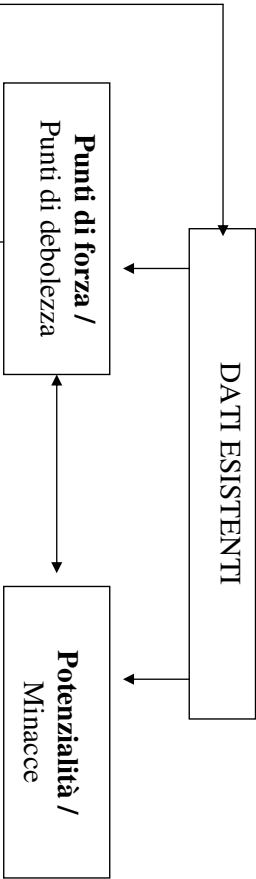 DATI ESISTENTI
Punti di forza /
Punti di debolezza
Potenzialità /
Minacce